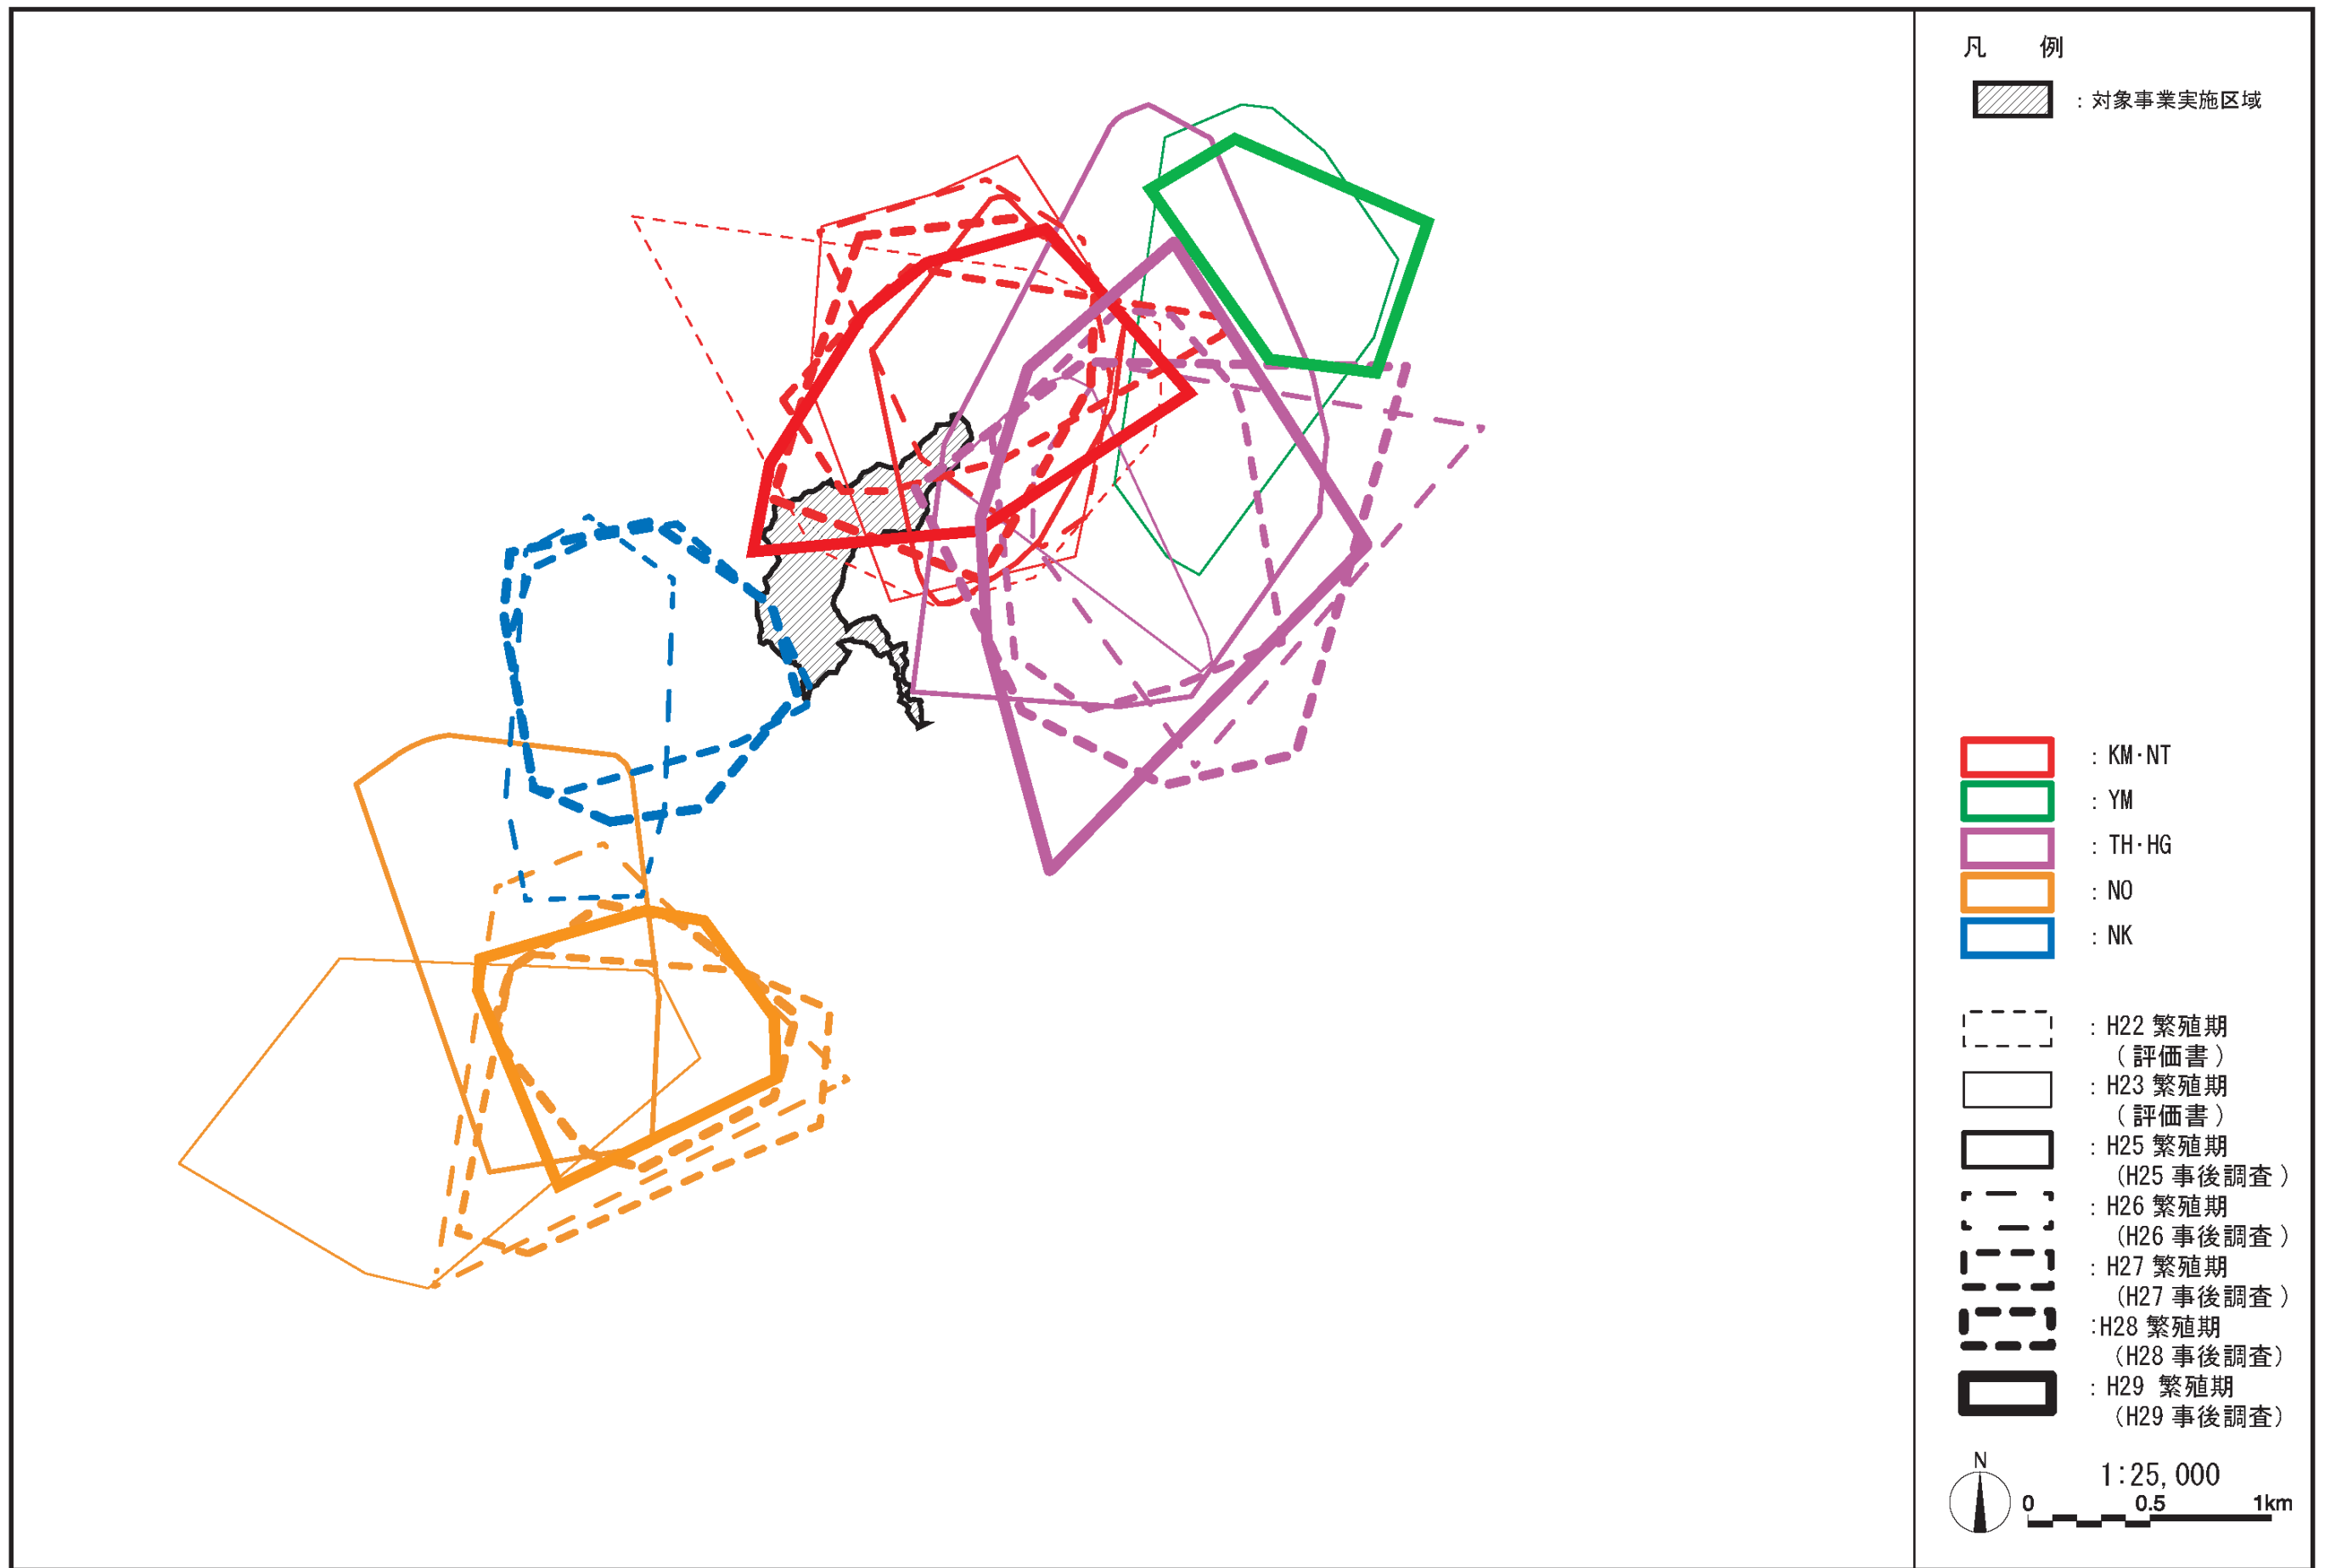 凡 例
: 対象事業実施区域
: KM·NT
: YM
: TH·HG
: NO
: NK
: H22 繁殖期
（評価書）
: H23 繁殖期
（評価書）
: H25 繁殖期
（H25 事後調査）
: H26 繁殖期
（H26 事後調査）
: H27 繁殖期
（H27 事後調査）
:H28 繁殖期
（H28 事後調査）
: H29 繁殖期
（H29 事後調査）
N
1:25,000
0 0.5 1km